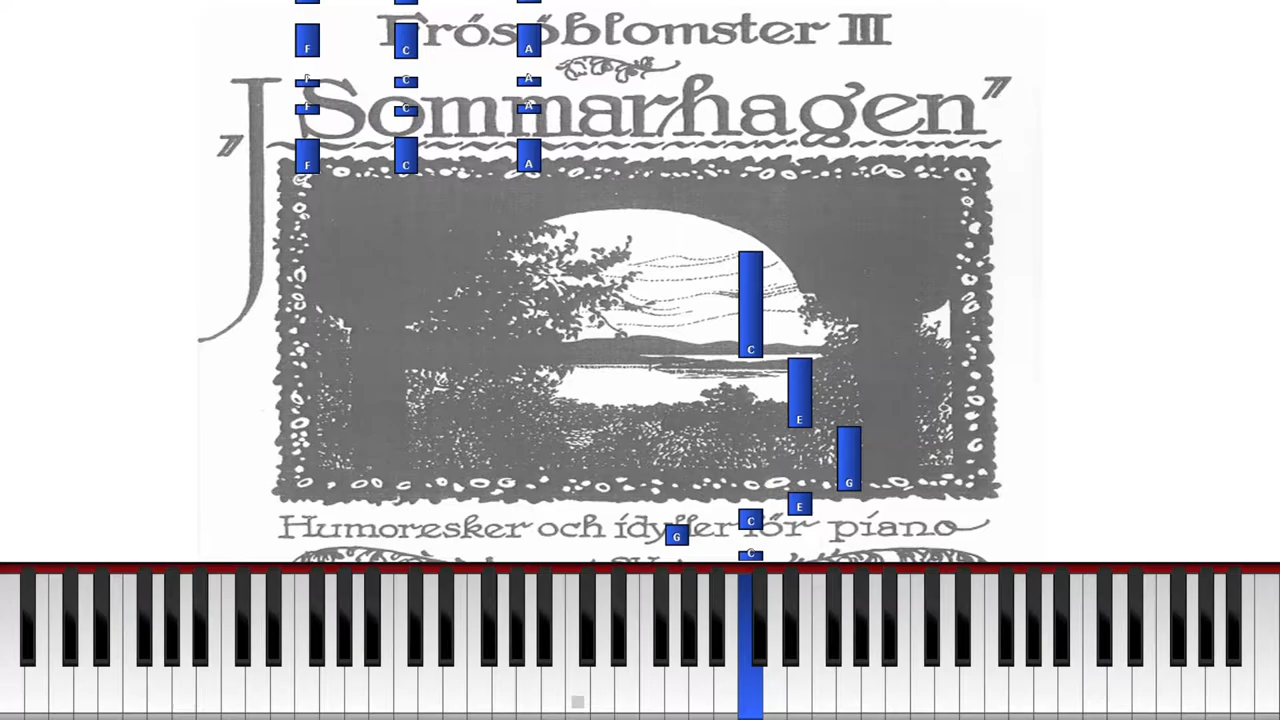 Frösöblomster III
"I Sommarhagen"
F C A
F C A
F C A
F C A
C
E
G
E
C
G
C
Humoresker och idyller för piano